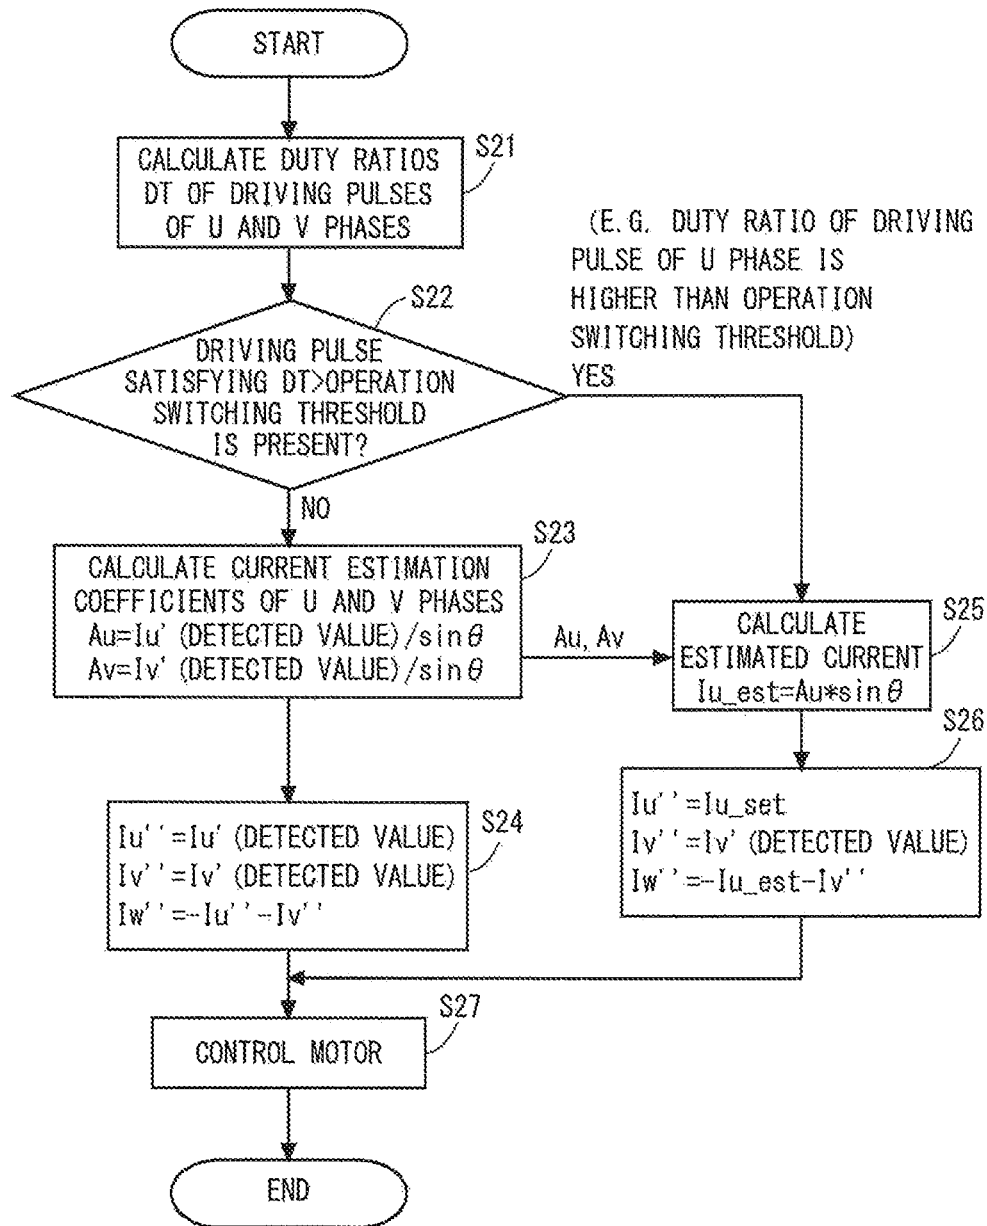 START
S21
CALCULATE DUTY RATIOS
DT OF DRIVING PULSES
OF U AND V PHASES
(E.G. DUTY RATIO OF DRIVING
PULSE OF U PHASE IS
HIGHER THAN OPERATION
SWITCHING THRESHOLD)
YES
S22
DRIVING PULSE
SATISFYING DT>OPERATION
SWITCHING THRESHOLD
IS PRESENT?
NO
S23
CALCULATE CURRENT ESTIMATION
COEFFICIENTS OF U AND V PHASES
Au=Iu' (DETECTED VALUE)/sinθ
Av=Iv' (DETECTED VALUE)/sinθ
Au, Av
S25
CALCULATE
ESTIMATED CURRENT
Iu_est=Au*sinθ
S24
Iu''=Iu' (DETECTED VALUE)
Iv''=Iv' (DETECTED VALUE)
Iw''=-Iu''-Iv''
S26
Iu''=Iu_set
Iv''=Iv' (DETECTED VALUE)
Iw''=-Iu_est-Iv''
S27
CONTROL MOTOR
END